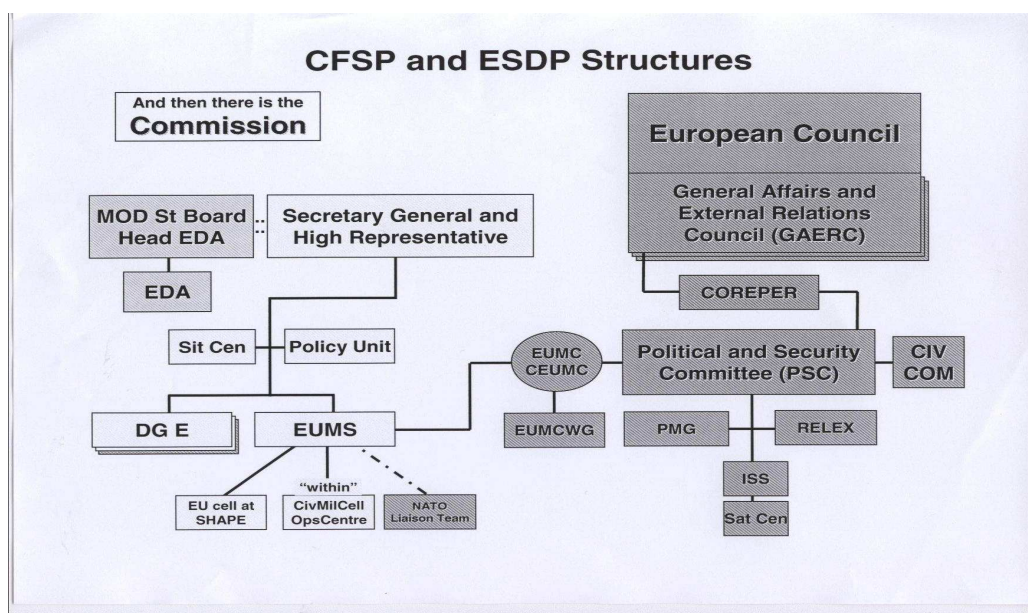 CFSP and ESDP Structures
And then there is the
Commission
European Council
General Affairs and
External Relations
Council (GAERC)
MOD St Board
Head EDA
::
Secretary General and
High Representative
EDA
COREPER
Sit Cen
Policy Unit
EUMC
CEUMC
Political and Security
Committee (PSC)
CIV
COM
DG E
EUMS
EUMCWG
PMG
RELEX
"within"
EU cell at
SHAPE
CivMilCell
OpsCentre
NATO
Liaison Team
ISS
Sat Cen